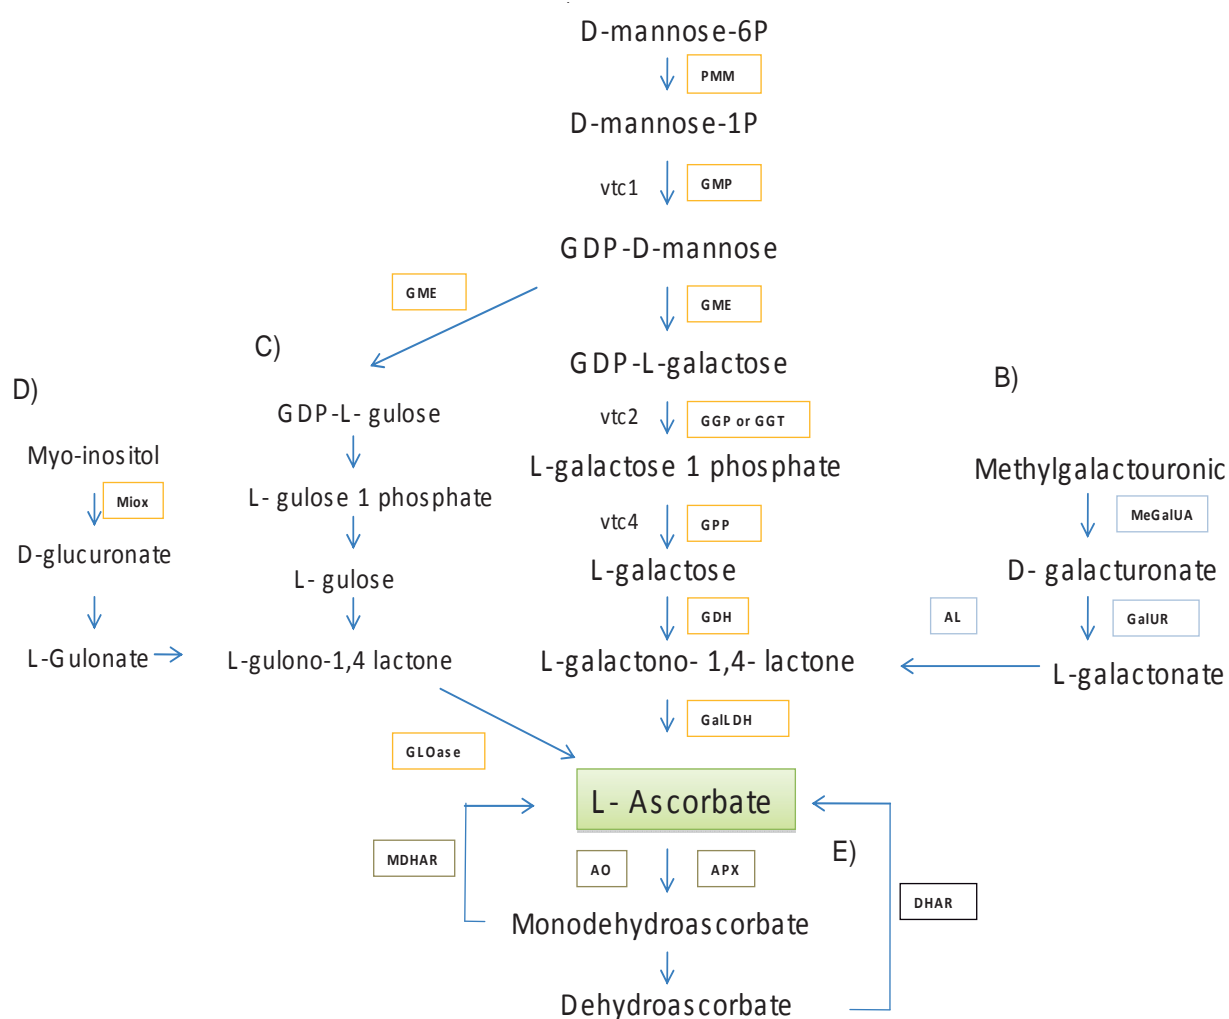 D-mannose-6P
PMM
D-mannose-1P
vtc1
GMP
GDP-D-mannose
GME
GME
C)
GDP-L-galactose
B)
D)
GDP-L- gulose
vtc2
GGP or GGT
Myo-inositol
L-galactose 1 phosphate
Methylgalactouronic
Miox
L- gulose 1 phosphate
vtc4
GPP
MeGalUA
D-glucuronate
L- gulose
L-galactose
D- galacturonate
GDH
AL
GalUR
L-Gulonate
L-gulono-1,4 lactone
L-galactono- 1,4- lactone
L-galactonate
GalLDH
GLOase
L- Ascorbate
MDHAR
AO
APX
E)
DHAR
Monodehydroascorbate
Dehydroascorbate